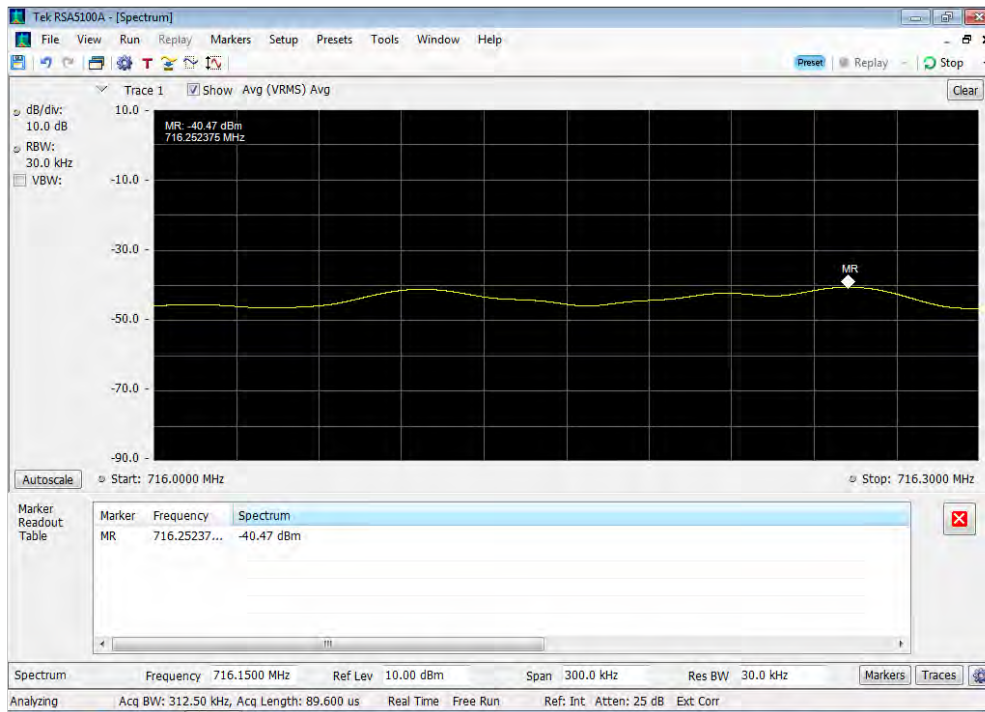 Tek RSA5100A - [Spectrum]
File View Run Replay Markers Setup Presets Tools Window Help
T Preset Replay Stop
Trace 1 Show Avg (VRMS) Avg Clear
dB/div:
10.0 dB
RBW:
30.0 kHz
VBW:
10.0
MR: -40.47 dBm
716.252375 MHz
-10.0
-30.0
MR
-50.0
-70.0
-90.0
Autoscale Start: 716.0000 MHz Stop: 716.3000 MHz
Marker
Readout
Table
Marker Frequency Spectrum
MR 716.25237... -40.47 dBm
Spectrum Frequency 716.1500 MHz Ref Lev 10.00 dBm Span 300.0 kHz Res BW 30.0 kHz Markers Traces
Analyzing Acq BW: 312.50 kHz, Acq Length: 89.600 us Real Time Free Run Ref: Int Atten: 25 dB Ext Corr